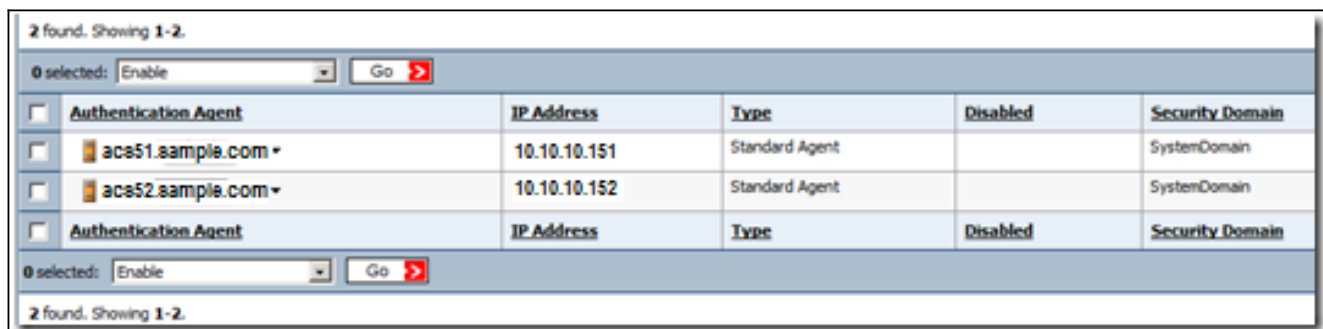 2 found. Showing 1-2.
0 selected: Enable Go
Authentication Agent IP Address Type Disabled Security Domain
acs51.sample.com 10.10.10.151 Standard Agent SystemDomain
acs52.sample.com 10.10.10.152 Standard Agent SystemDomain
Authentication Agent IP Address Type Disabled Security Domain
0 selected: Enable Go
2 found. Showing 1-2.